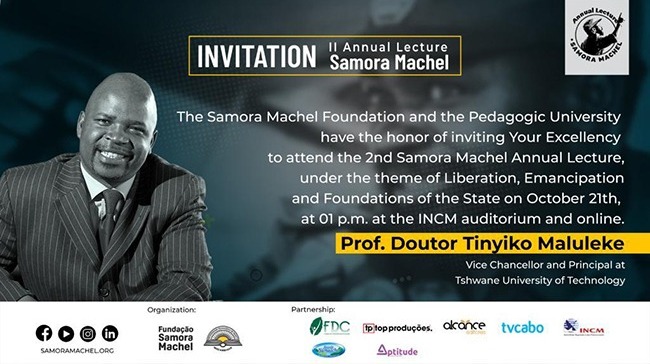 INVITATION
II Annual Lecture
Samora Machel
Annual Lecture
SAMORA MACHEL
The Samora Machel Foundation and the Pedagogic University
have the honor of inviting Your Excellency
to attend the 2nd Samora Machel Annual Lecture,
under the theme of Liberation, Emancipation
and Foundations of the State on October 21th,
at 01 p.m. at the INCM auditorium and online.
Prof. Doutor Tinyiko Maluleke
Vice Chancellor and Principal at
Tshwane University of Technology
SAMORAMACHEL.ORG
Organization:
Fundação
Samora
Machel
Partnership:
FDC
tp top produções.
alcance
tvcabo
INCM
Aptitude